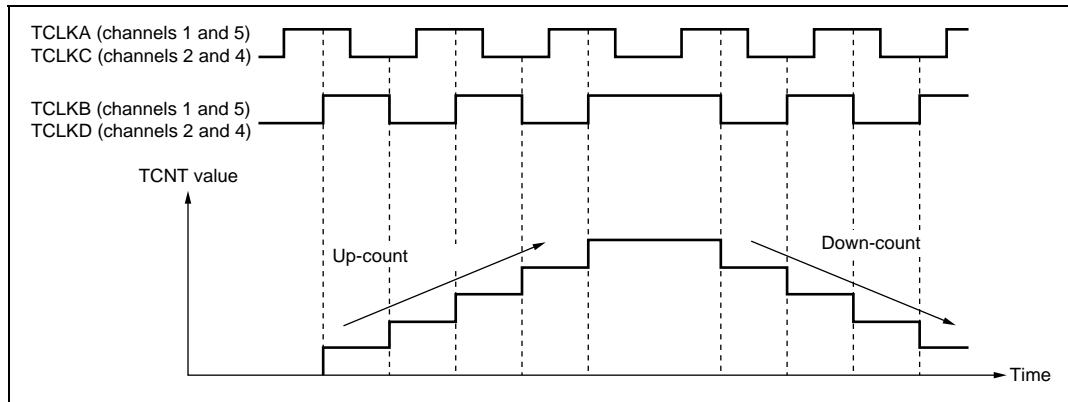 TCLKA (channels 1 and 5)
TCLKC (channels 2 and 4)
TCLKB (channels 1 and 5)
TCLKD (channels 2 and 4)
TCNT value
Up-count
Down-count
Time